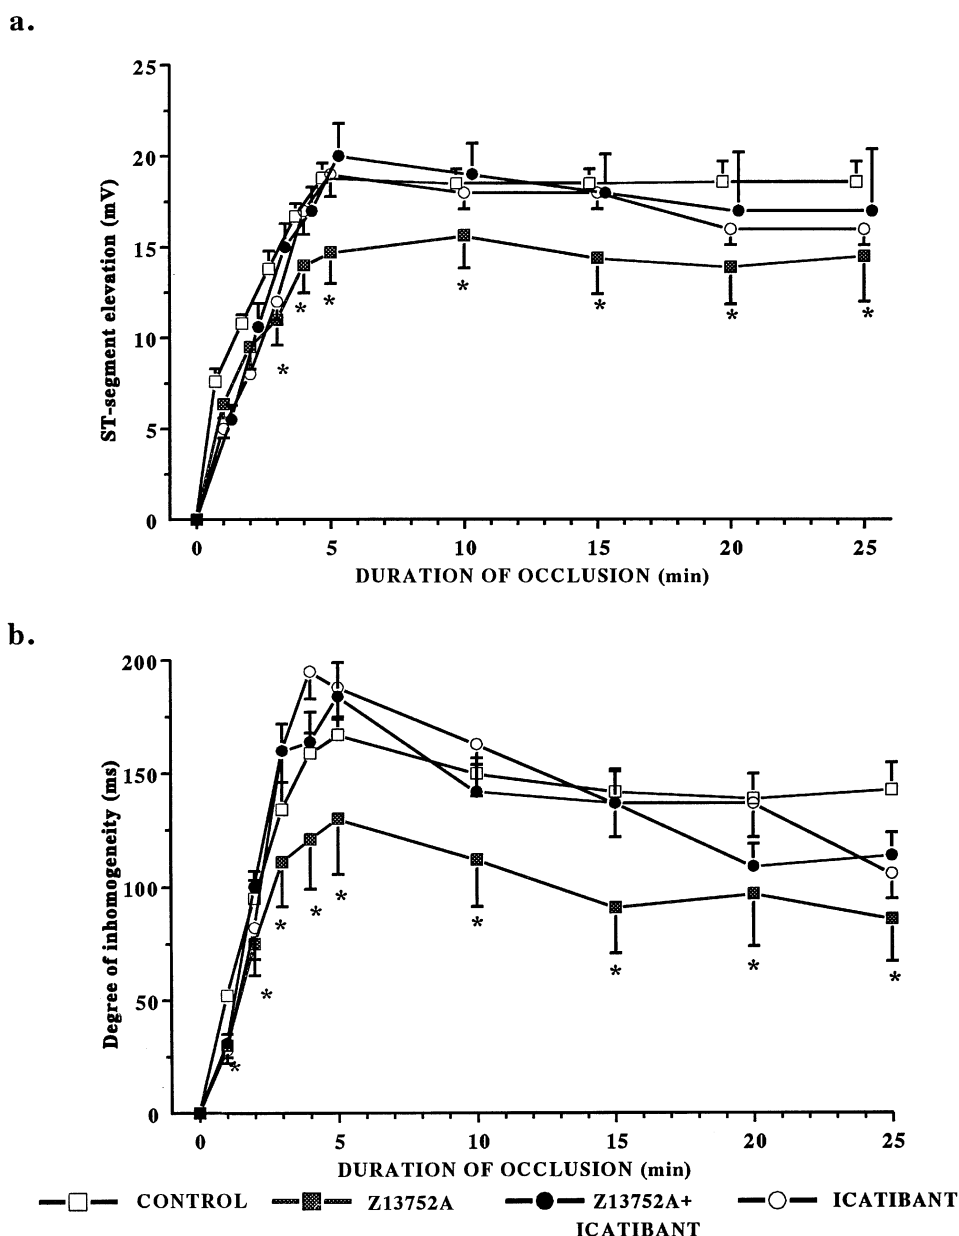 a.
25
20
15
10
5
0
ST-segment elevation (mV)
* * * * * * *
0 5 10 15 20 25
DURATION OF OCCLUSION (min)
b.
200
150
100
50
0
Degree of inhomogeneity (ms)
* * * * * * * * *
0 5 10 15 20 25
DURATION OF OCCLUSION (min)
CONTROL Z13752A Z13752A+ ICATIBANT
ICATIBANT